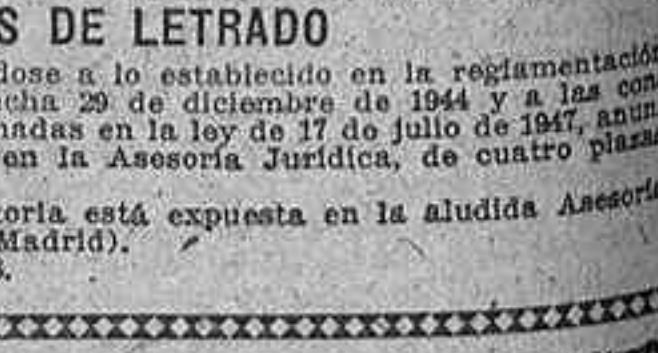 S DE LETRADO
dose a lo establecido en la reglamentación
cha 29 de diciembre de 1944 y a las con-
nadas en la ley de 17 de julio de 1947, anun-
en la Asesoría Jurídica, de cuatro plazas
toria está expuesta en la aludida Asesoría
Madrid).